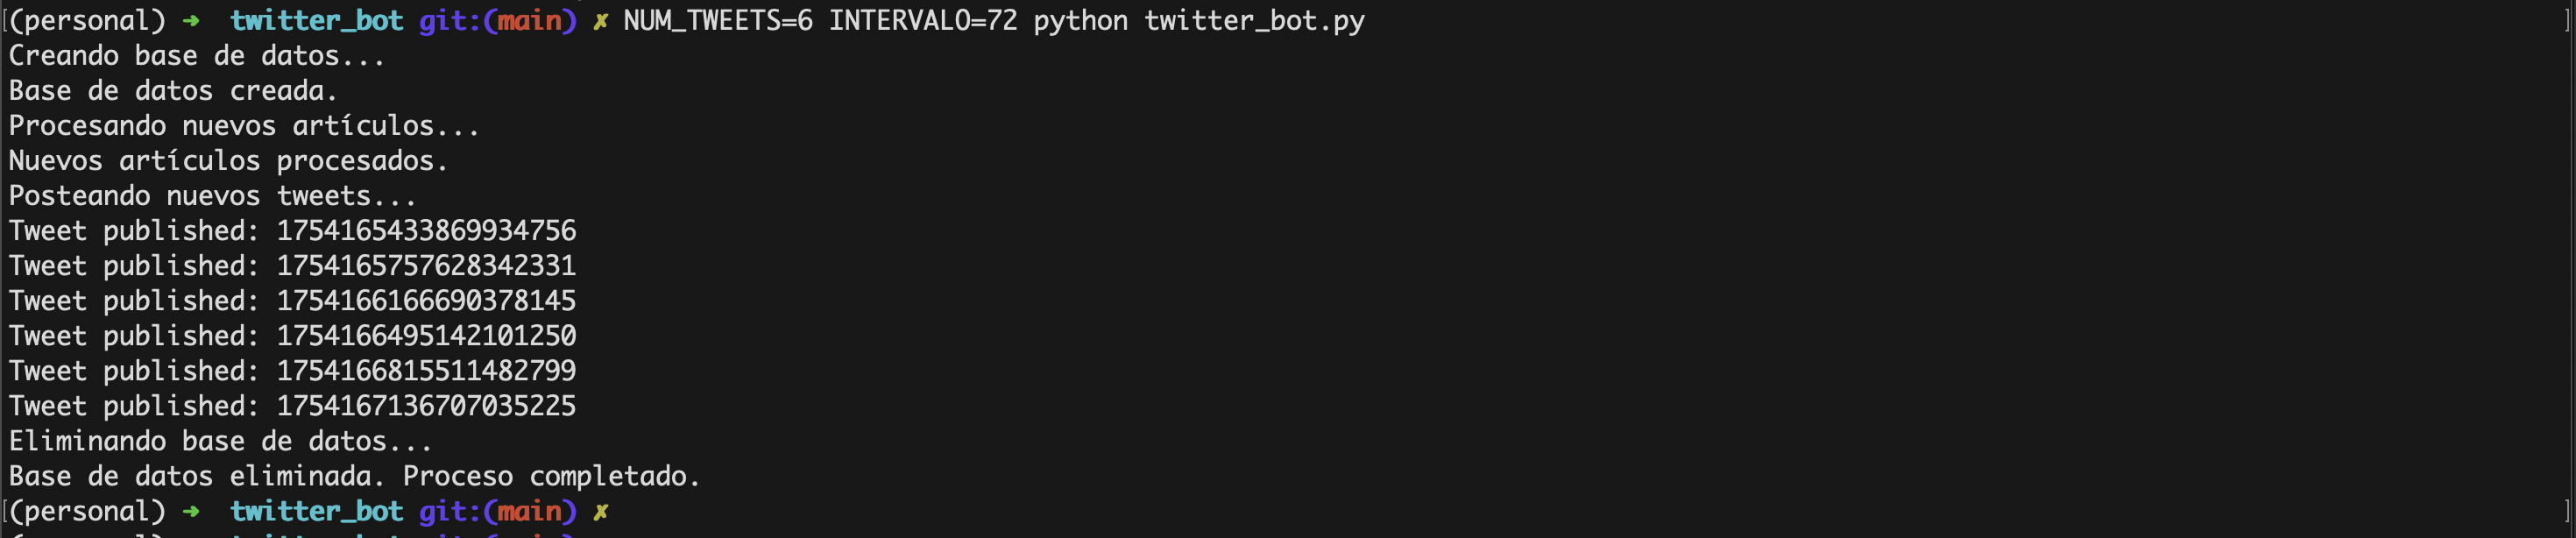 [(personal) ➜  twitter_bot git:(main) ✗ NUM_TWEETS=6 INTERVALO=72 python twitter_bot.py ]
Creando base de datos...
Base de datos creada.
Procesando nuevos artículos...
Nuevos artículos procesados.
Posteando nuevos tweets...
Tweet published: 1754165433869934756
Tweet published: 1754165757628342331
Tweet published: 1754166166690378145
Tweet published: 1754166495142101250
Tweet published: 1754166815511482799
Tweet published: 1754167136707035225
Eliminando base de datos...
Base de datos eliminada. Proceso completado.
[(personal) ➜  twitter_bot git:(main) ✗ ]